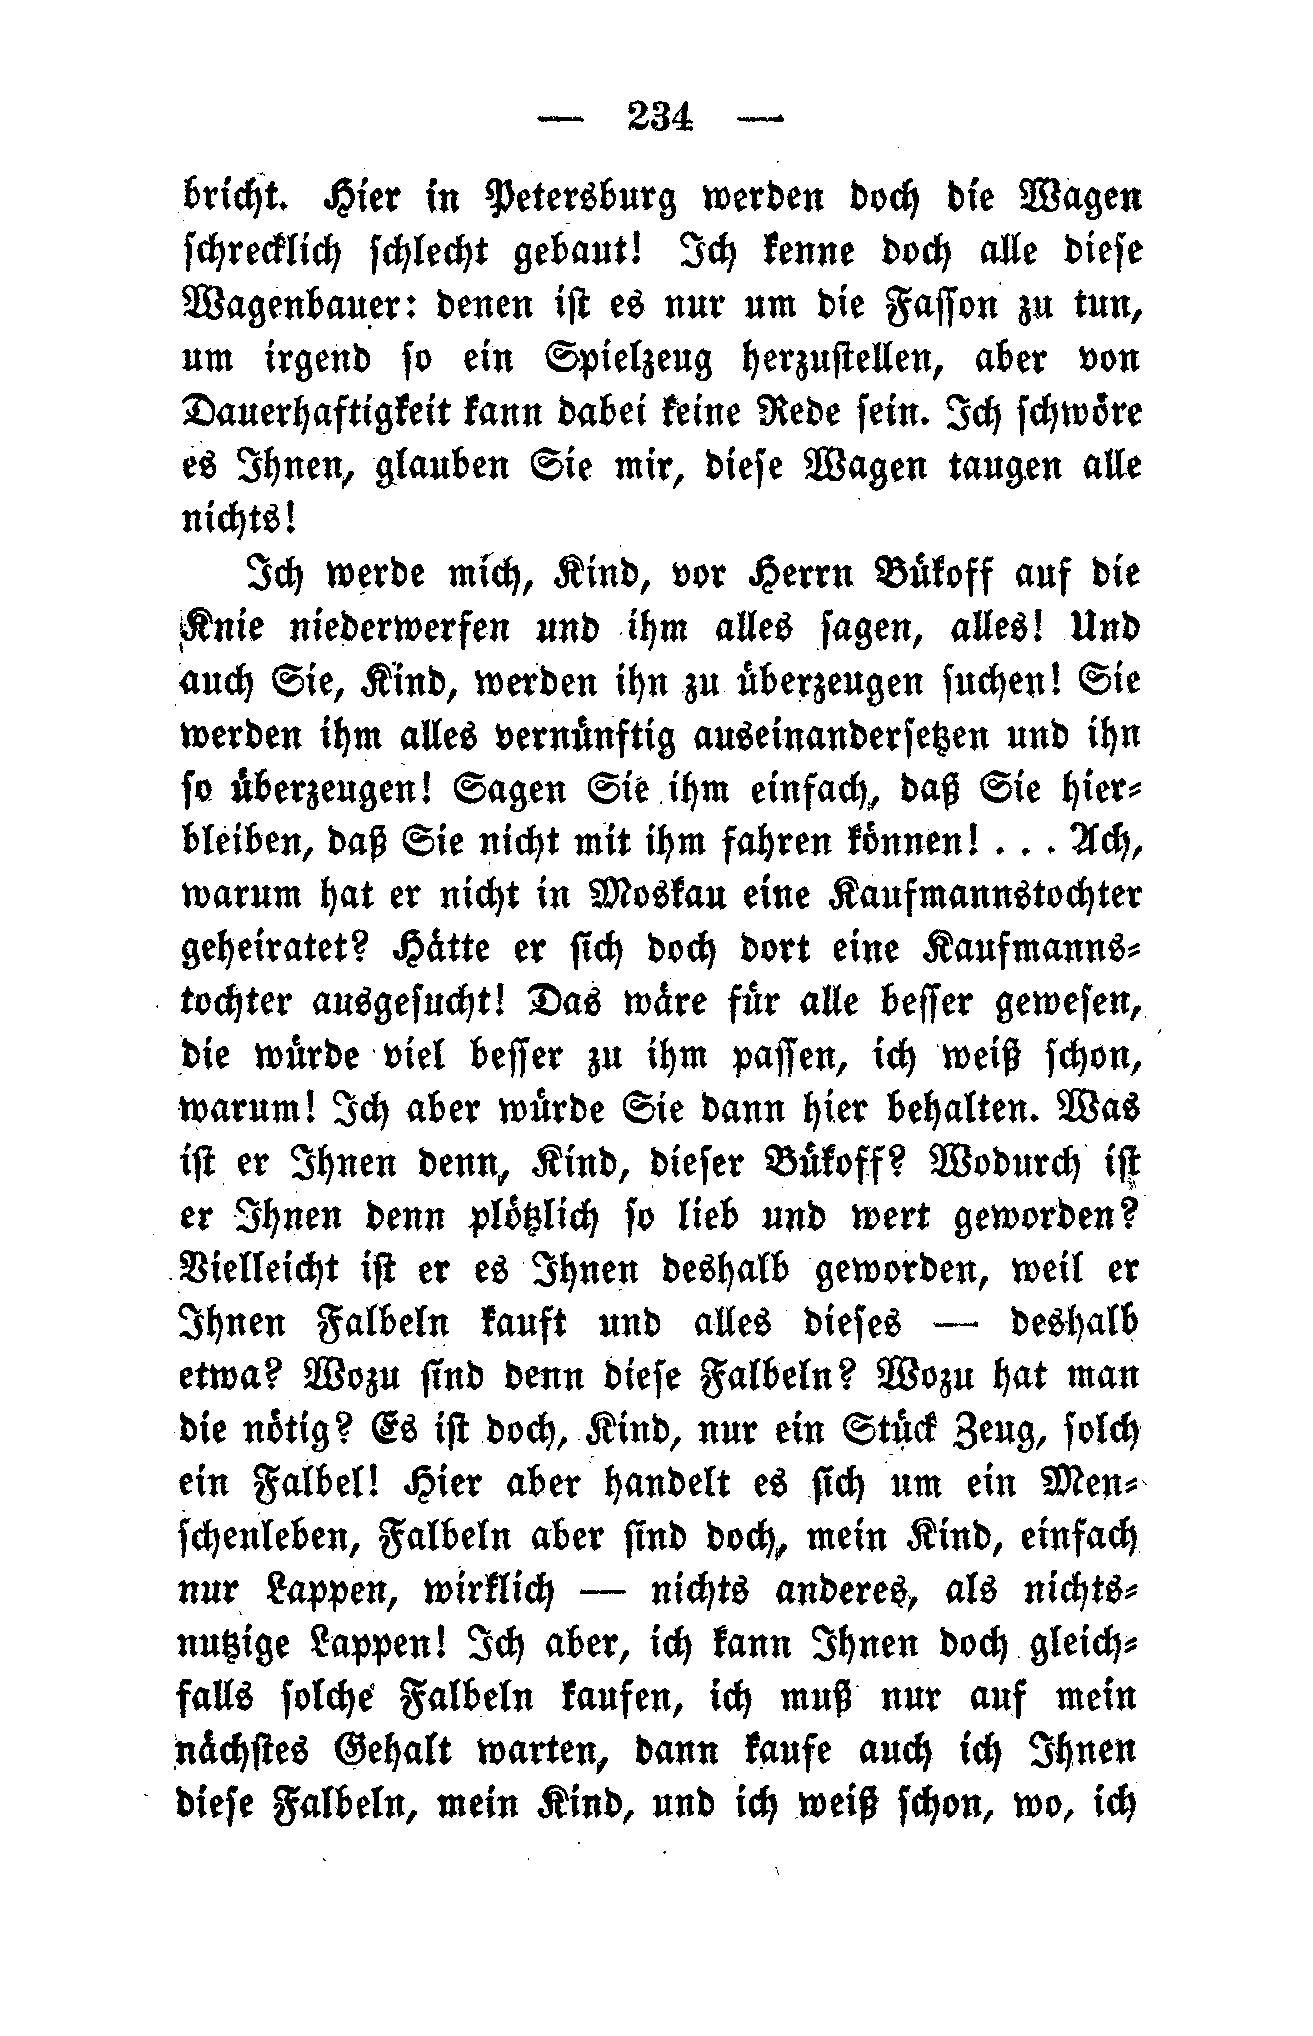 — 234 —
bricht. Hier in Petersburg werden doch die Wagen
schrecklich schlecht gebaut! Ich kenne doch alle diese
Wagenbauer: denen ist es nur um die Fasson zu tun,
um irgend so ein Spielzeug herzustellen, aber von
Dauerhaftigkeit kann dabei keine Rede sein. Ich schwöre
es Ihnen, glauben Sie mir, diese Wagen taugen alle
nichts!
Ich werde mich, Kind, vor Herrn Bükoff auf die
Knie niederwerfen und ihm alles sagen, alles! Und
auch Sie, Kind, werden ihn zu überzeugen suchen! Sie
werden ihm alles vernünftig auseinandersetzen und ihn
so überzeugen! Sagen Sie ihm einfach, daß Sie hier-
bleiben, daß Sie nicht mit ihm fahren können! . . . Ach,
warum hat er nicht in Moskau eine Kaufmannstochter
geheiratet? Hätte er sich doch dort eine Kaufmanns-
tochter ausgesucht! Das wäre für alle besser gewesen,
die würde viel besser zu ihm passen, ich weiß schon,
warum! Ich aber würde Sie dann hier behalten. Was
ist er Ihnen denn, Kind, dieser Bükoff? Wodurch ist
er Ihnen denn plötzlich so lieb und wert geworden?
Vielleicht ist er es Ihnen deshalb geworden, weil er
Ihnen Falbeln kauft und alles dieses — deshalb
etwa? Wozu sind denn diese Falbeln? Wozu hat man
die nötig? Es ist doch, Kind, nur ein Stück Zeug, solch
ein Falbel! Hier aber handelt es sich um ein Men-
schenleben, Falbeln aber sind doch, mein Kind, einfach
nur Lappen, wirklich — nichts anderes, als nichts-
nutzige Lappen! Ich aber, ich kann Ihnen doch gleich-
falls solche Falbeln kaufen, ich muß nur auf mein
nächstes Gehalt warten, dann kaufe auch ich Ihnen
diese Falbeln, mein Kind, und ich weiß schon, wo, ich